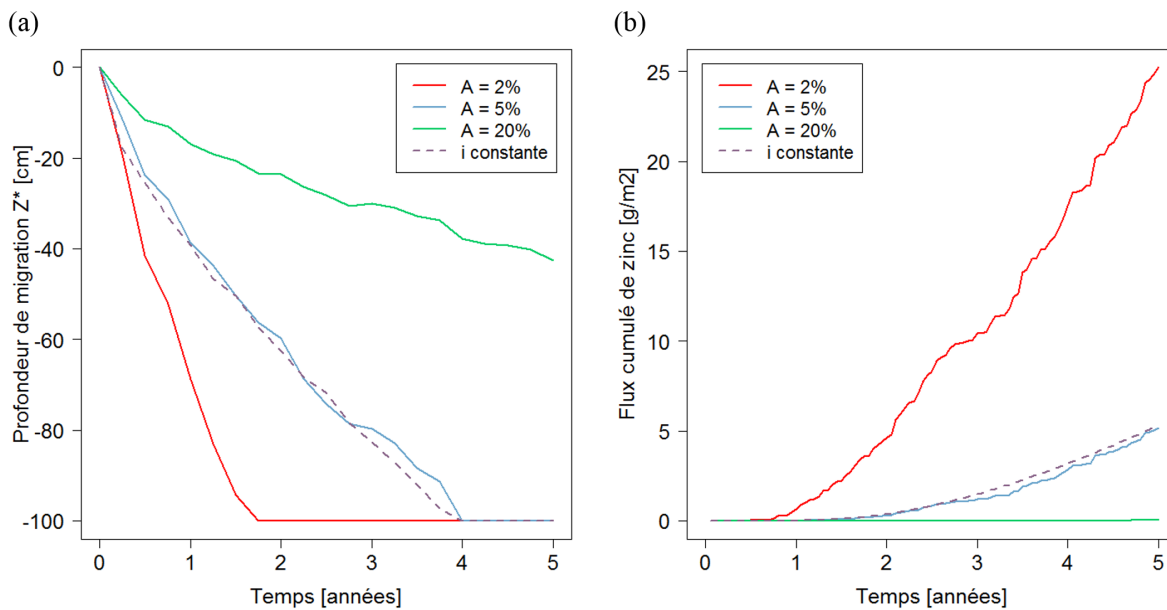 (a)
Profondeur de migration Z* [cm]
0
-20
-40
-60
-80
-100
A = 2%
A = 5%
A = 20%
i constante
0 1 2 3 4 5
Temps [années]
(b)
Flux cumulé de zinc [g/m2]
25
20
15
10
5
0
A = 2%
A = 5%
A = 20%
i constante
0 1 2 3 4 5
Temps [années]